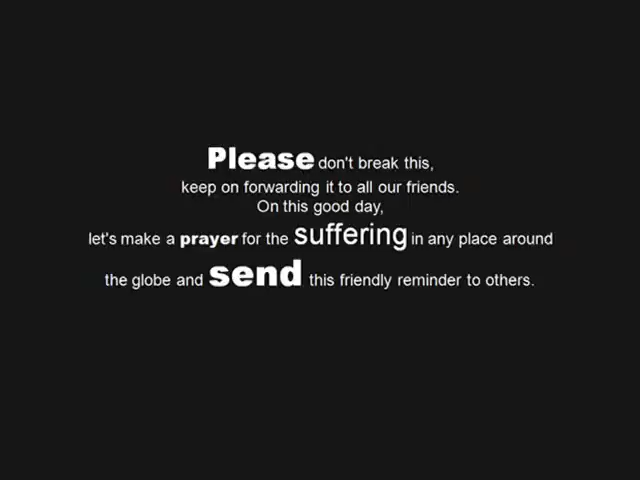 Please don't break this,
keep on forwarding it to all our friends.
On this good day,
let's make a prayer for the suffering in any place around
the globe and send this friendly reminder to others.